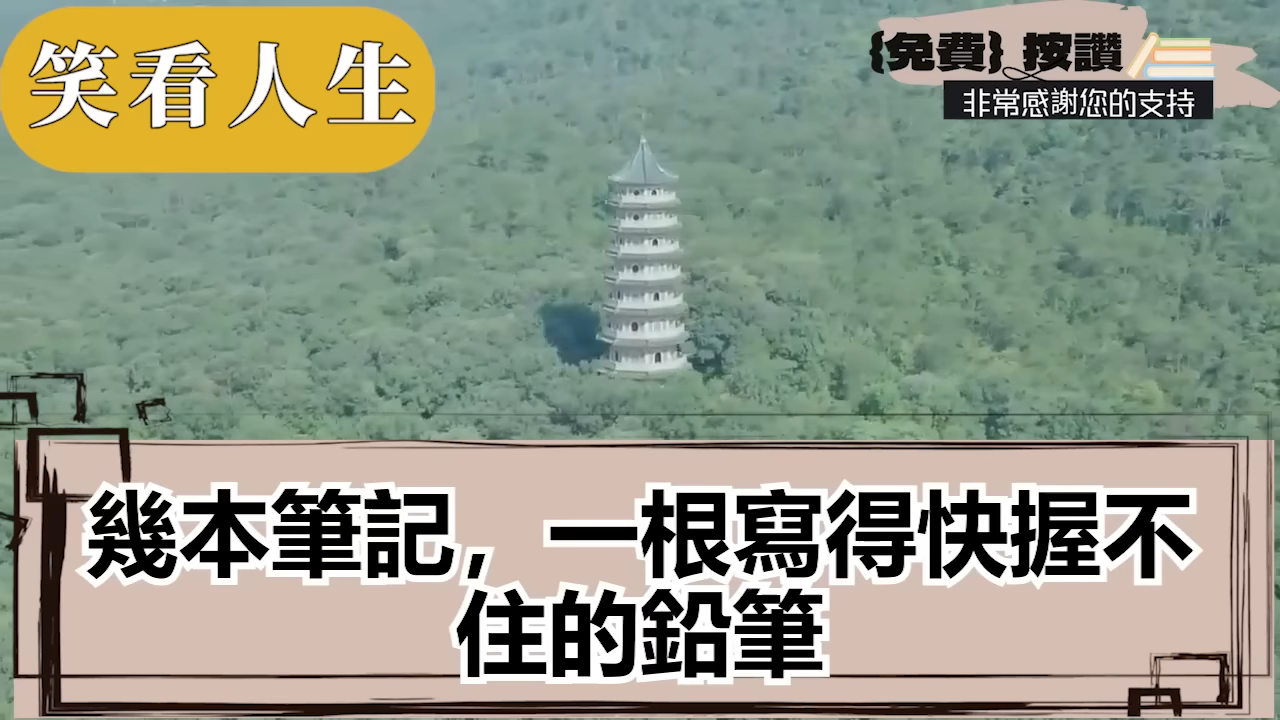 笑看人生
{免費} 按讚
非常感謝您的支持
幾本筆記，一根寫得快握不
住的鉛筆